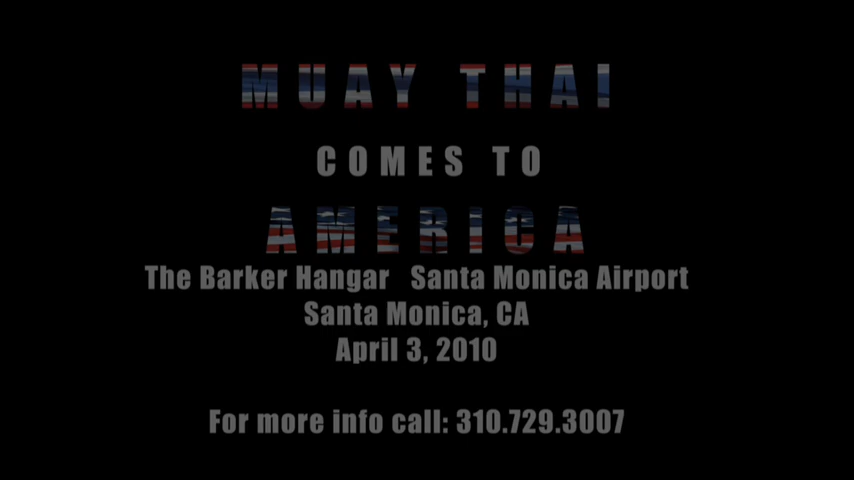 MUAY THAI
COMES TO
AMERICA
The Barker Hangar Santa Monica Airport
Santa Monica, CA
April 3, 2010
For more info call: 310.729.3007